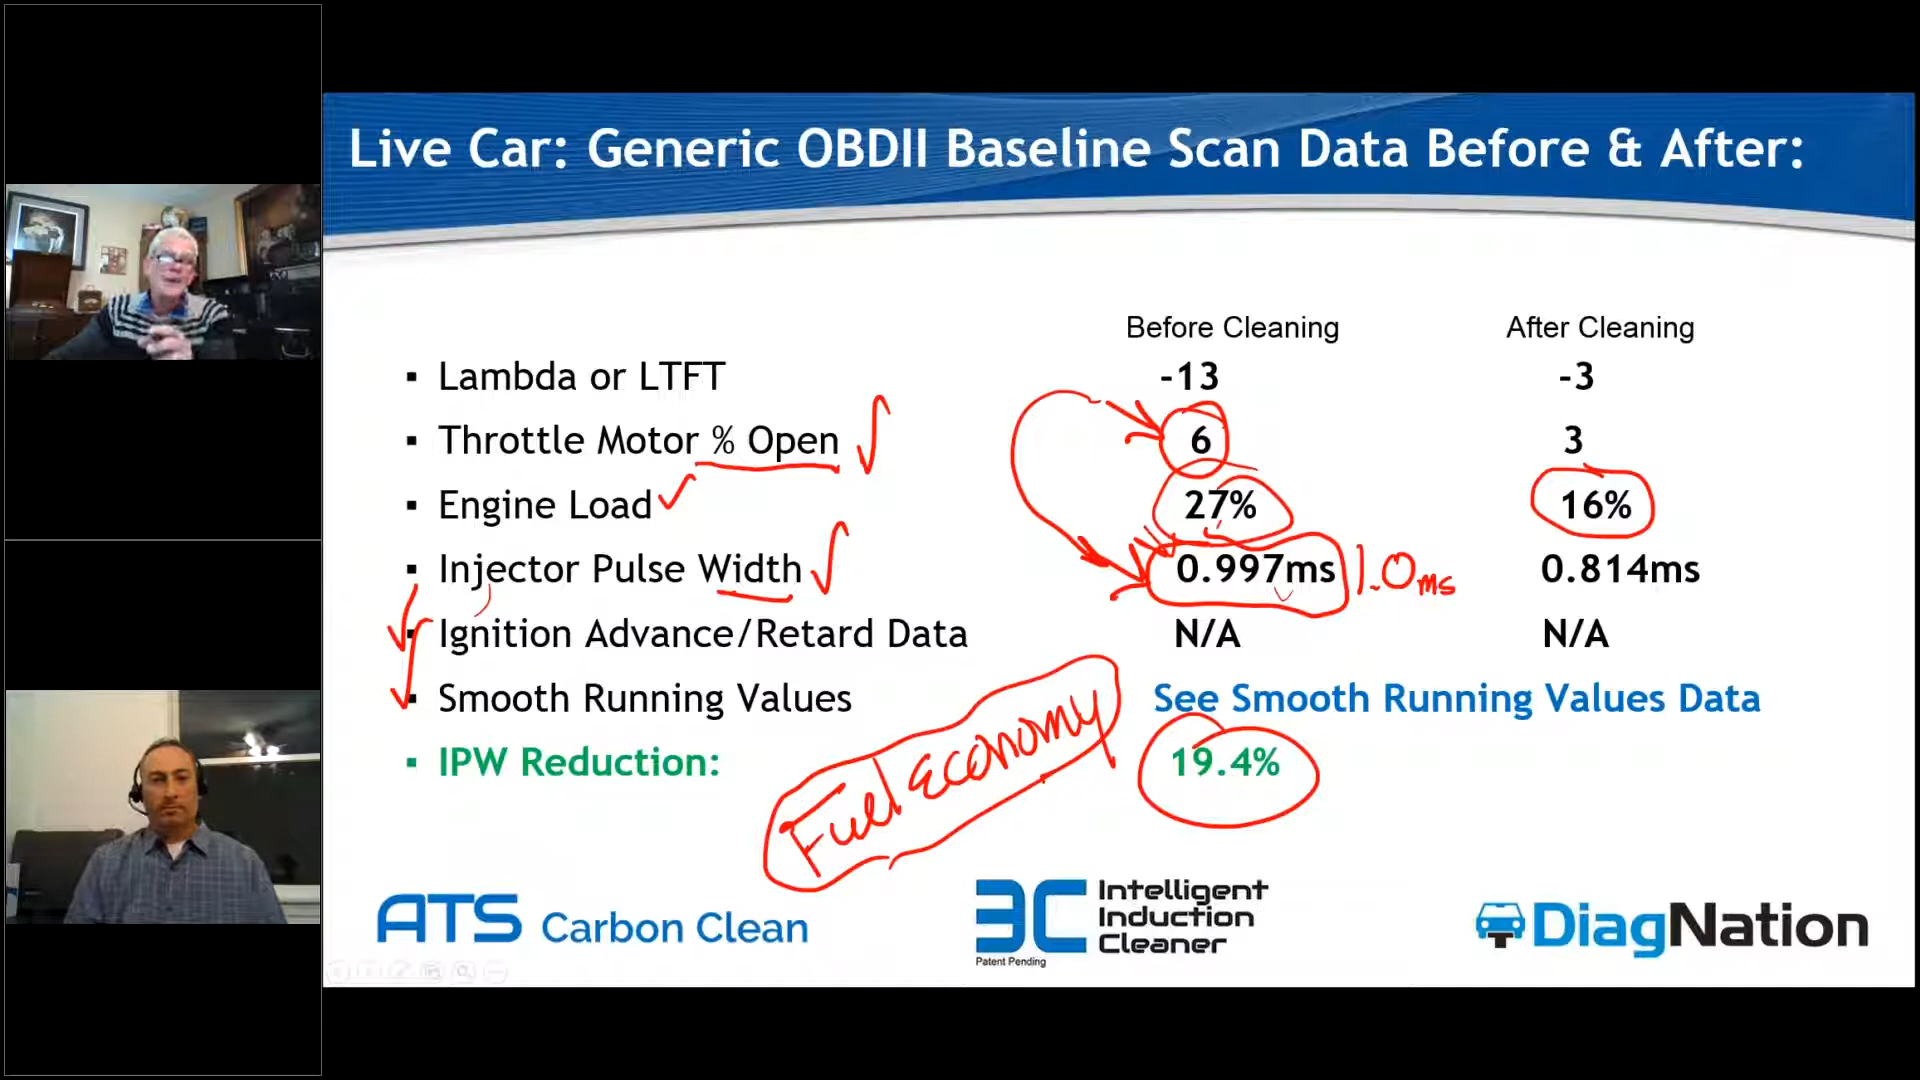 Live Car: Generic OBDII Baseline Scan Data Before & After:
Before Cleaning After Cleaning
▪ Lambda or LTFT -13 -3
▪ Throttle Motor % Open 6 3
▪ Engine Load 27% 16%
▪ Injector Pulse Width 0.997ms 1.0ms 0.814ms
▪ Ignition Advance/Retard Data N/A N/A
▪ Smooth Running Values See Smooth Running Values Data
▪ IPW Reduction: 19.4%
Fuel Economy
ATS Carbon Clean
3C Intelligent
Induction
Cleaner
Patent Pending
DiagNation